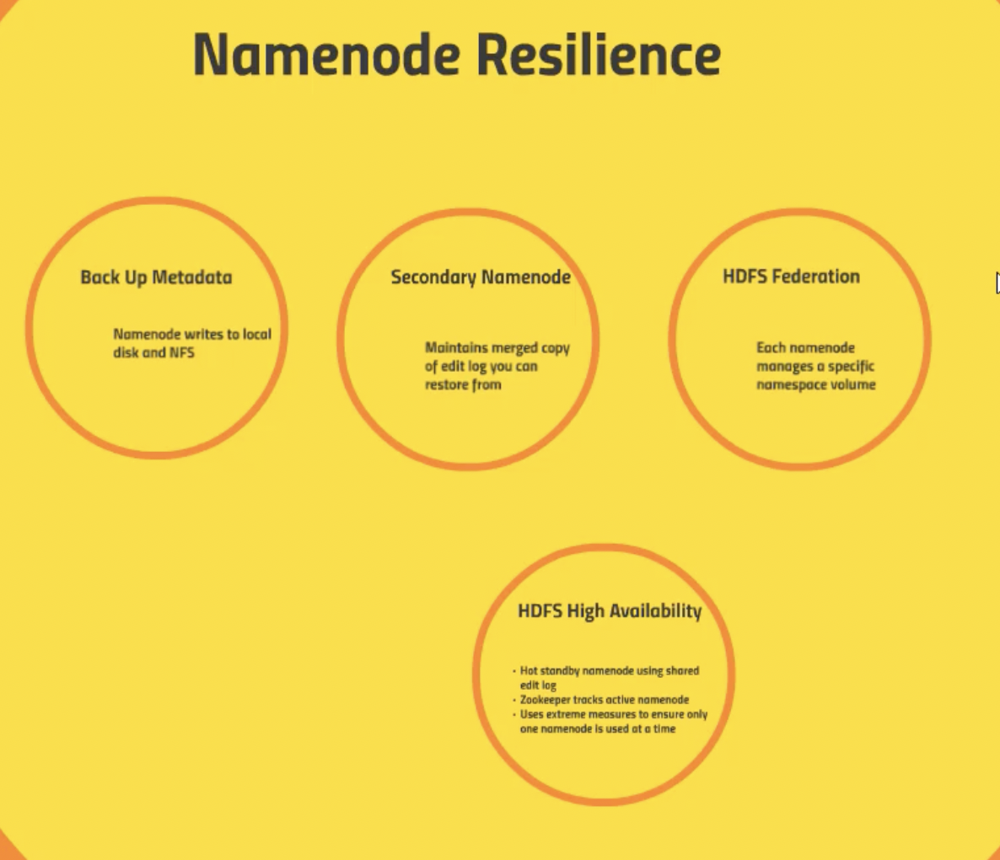 Namenode Resilience
Back Up Metadata
Namenode writes to local
disk and NFS
Secondary Namenode
Maintains merged copy
of edit log you can
restore from
HDFS Federation
Each namenode
manages a specific
namespace volume
HDFS High Availability
• Hot standby namenode using shared
edit log
• Zookeeper tracks active namenode
• Uses extreme measures to ensure only
one namenode is used at a time